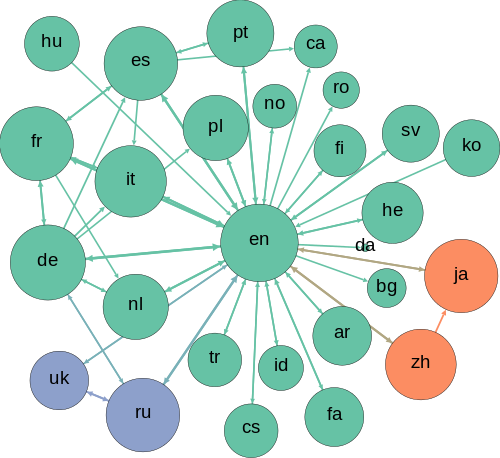 pt
hu
ca
es
ro
no
pl
sv
fr
ko
fi
it
he
en
da
de
ja
bg
nl
ar
tr
zh
id
uk
ru
fa
cs